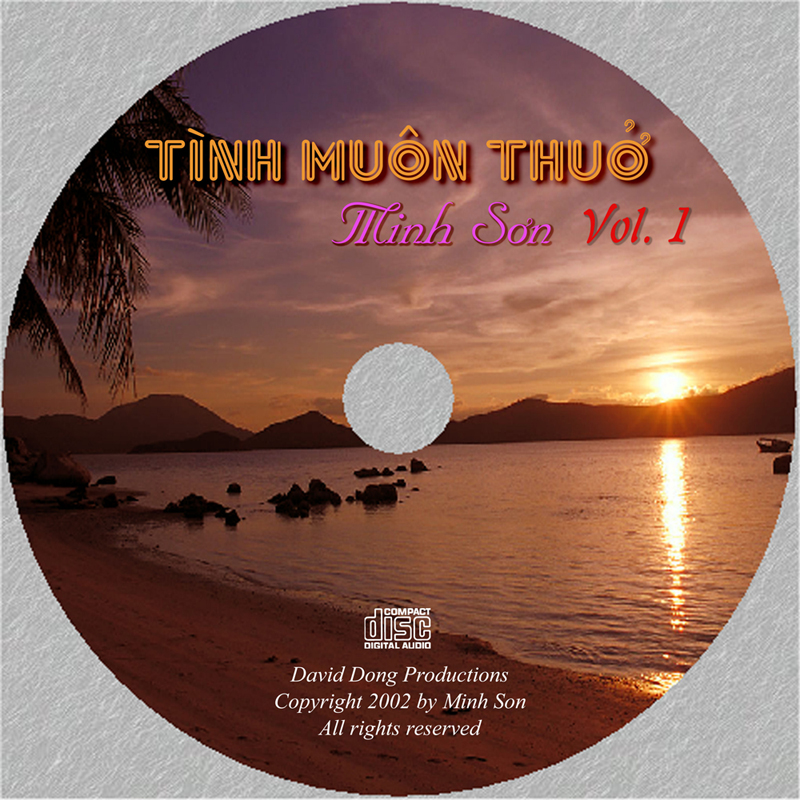 TÌNH MUÔN THUỞ
Minh Sơn Vol. 1
COMPACT
disc
DIGITAL AUDIO
David Dong Productions
Copyright 2002 by Minh Son
All rights reserved